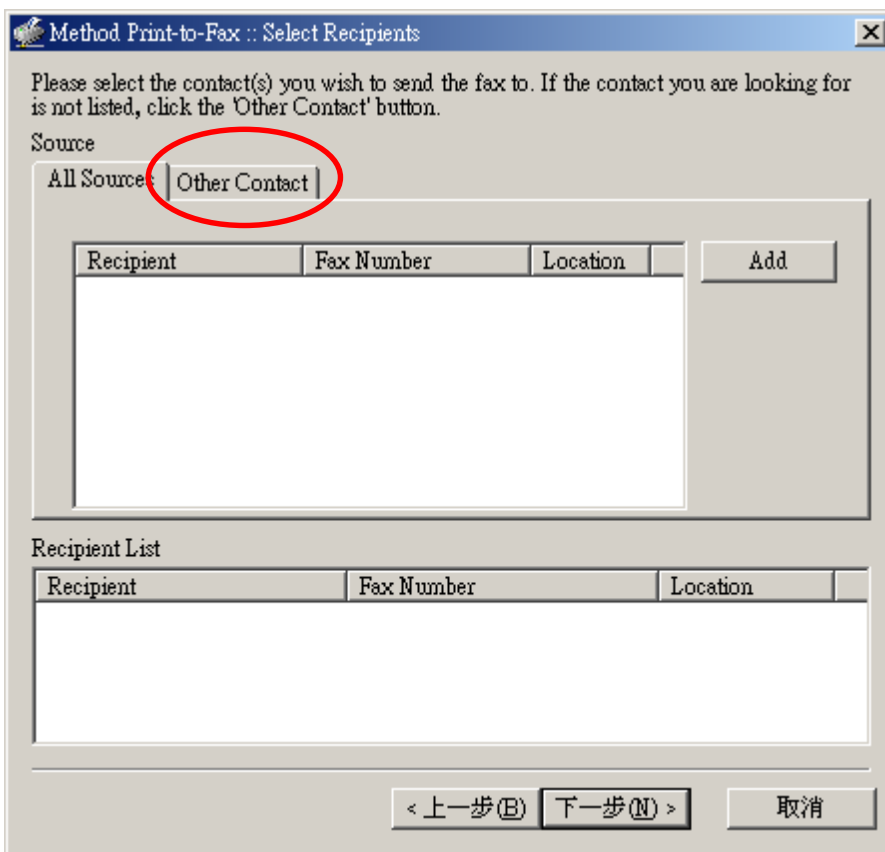 Method Print-to-Fax :: Select Recipients
Please select the contact(s) you wish to send the fax to. If the contact you are looking for
is not listed, click the 'Other Contact' button.
Source
All Sources Other Contact
Recipient Fax Number Location Add
Recipient List
Recipient Fax Number Location
< 上一步(B) 下一步(N) > 取消